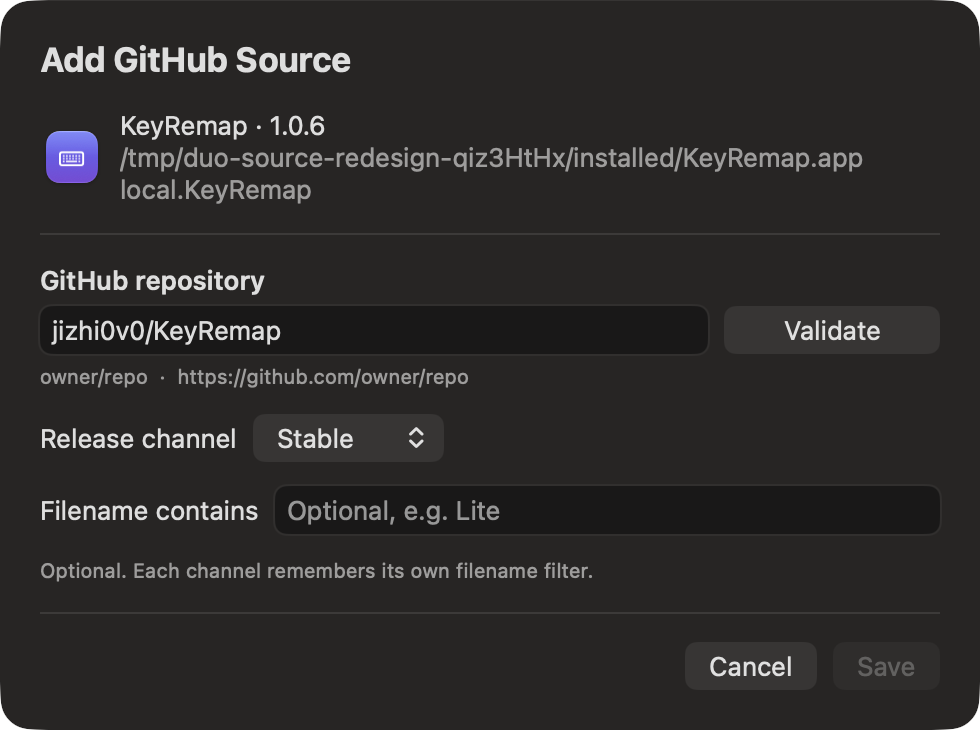 Add GitHub Source
KeyRemap · 1.0.6
/tmp/duo-source-redesign-qiz3HtHx/installed/KeyRemap.app
local.KeyRemap
GitHub repository
jizhi0v0/KeyRemap
Validate
owner/repo · https://github.com/owner/repo
Release channel
Stable
Filename contains
Optional, e.g. Lite
Optional. Each channel remembers its own filename filter.
Cancel
Save